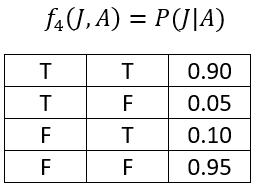 f₄(J, A) = P(J|A)
T T 0.90
T F 0.05
F T 0.10
F F 0.95